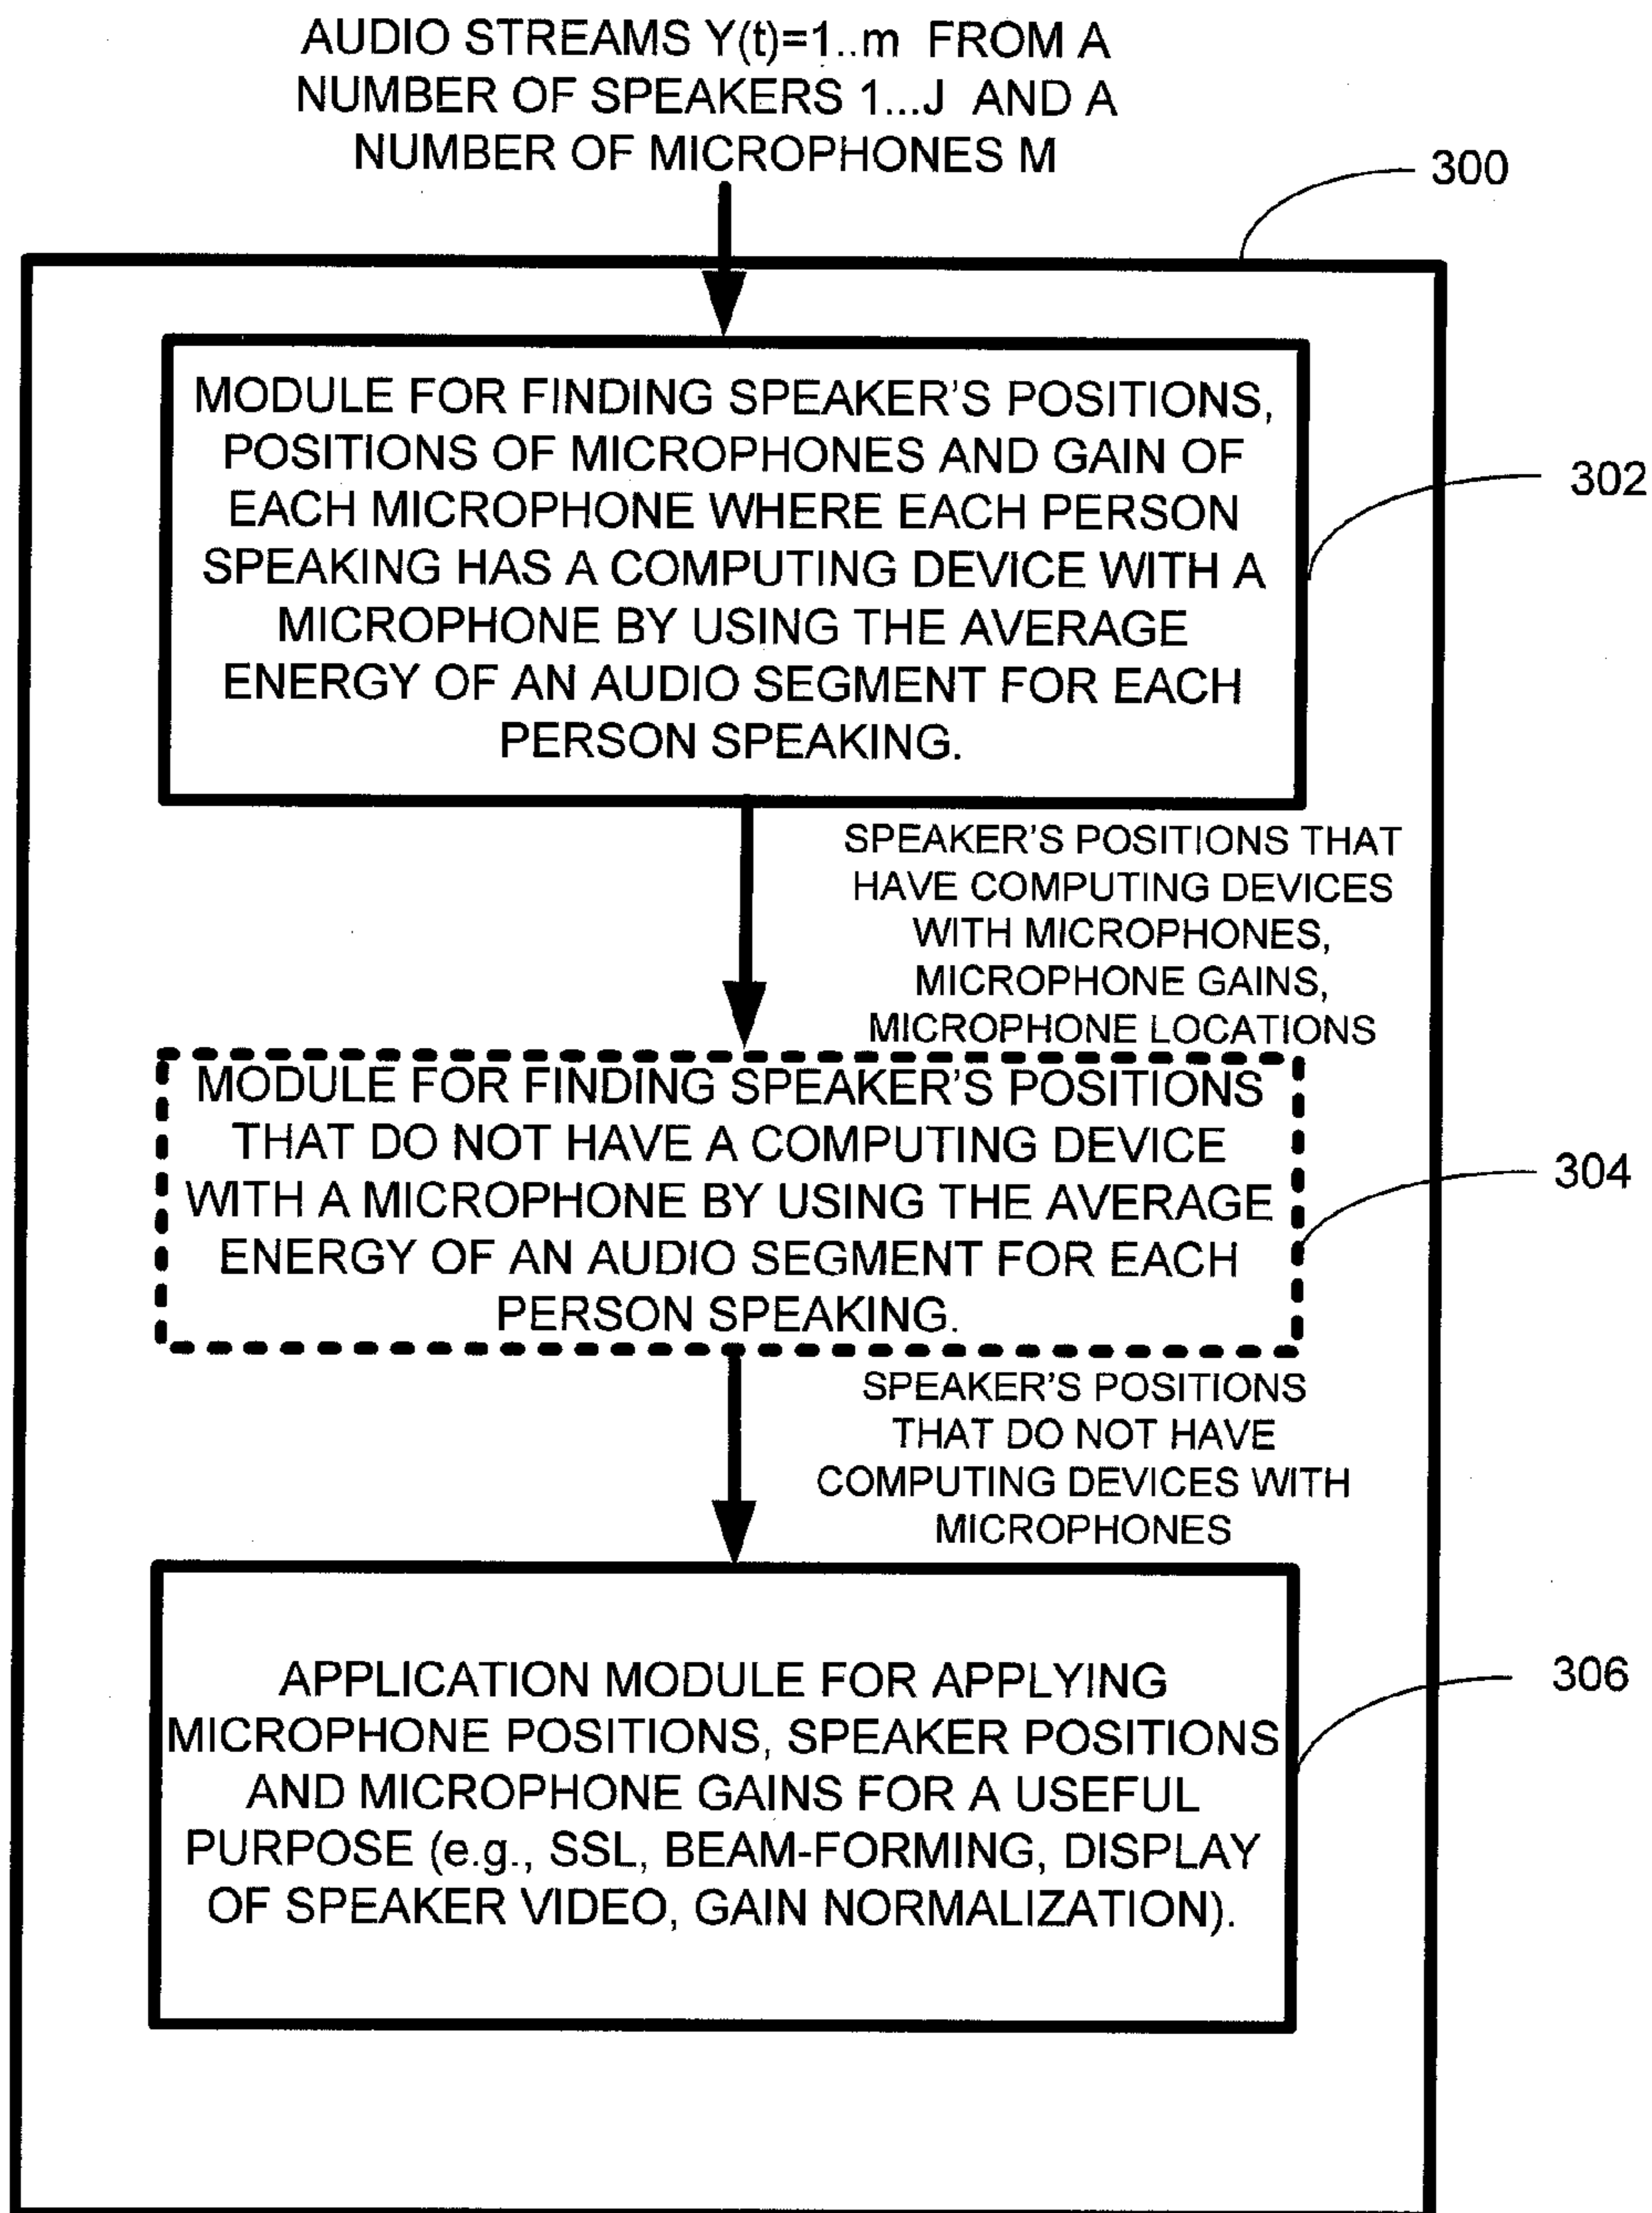 AUDIO STREAMS Y(t)=1..m FROM A
NUMBER OF SPEAKERS 1...J AND A
NUMBER OF MICROPHONES M
300
MODULE FOR FINDING SPEAKER'S POSITIONS,
POSITIONS OF MICROPHONES AND GAIN OF
EACH MICROPHONE WHERE EACH PERSON
SPEAKING HAS A COMPUTING DEVICE WITH A
MICROPHONE BY USING THE AVERAGE
ENERGY OF AN AUDIO SEGMENT FOR EACH
PERSON SPEAKING.
302
SPEAKER'S POSITIONS THAT
HAVE COMPUTING DEVICES
WITH MICROPHONES,
MICROPHONE GAINS,
MICROPHONE LOCATIONS
MODULE FOR FINDING SPEAKER'S POSITIONS
THAT DO NOT HAVE A COMPUTING DEVICE
WITH A MICROPHONE BY USING THE AVERAGE
ENERGY OF AN AUDIO SEGMENT FOR EACH
PERSON SPEAKING.
304
SPEAKER'S POSITIONS
THAT DO NOT HAVE
COMPUTING DEVICES WITH
MICROPHONES
APPLICATION MODULE FOR APPLYING
MICROPHONE POSITIONS, SPEAKER POSITIONS
AND MICROPHONE GAINS FOR A USEFUL
PURPOSE (e.g., SSL, BEAM-FORMING, DISPLAY
OF SPEAKER VIDEO, GAIN NORMALIZATION).
306